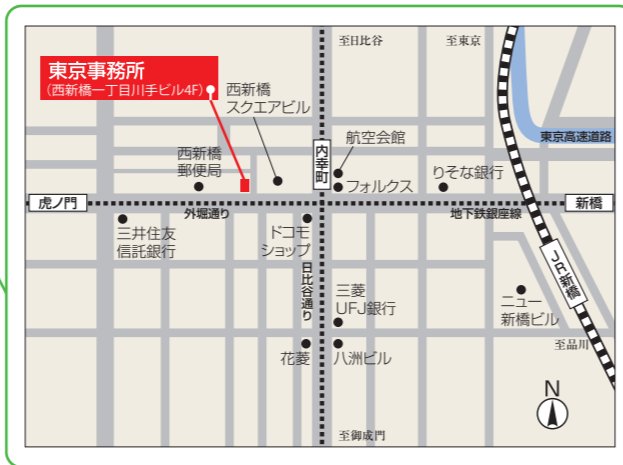 至日比谷
至東京
東京事務所
(西新橋一丁目川手ビル4F)
西新橋
スクエアビル
東京高速道路
内幸町
航空会館
西新橋
郵便局
フォルクス
りそな銀行
虎ノ門
外堀通り
地下鉄銀座線
新橋
三井住友
信託銀行
ドコモ
ショップ
日比谷通り
JR新橋
三菱
UFJ銀行
ニュー
新橋ビル
花菱
八洲ビル
至品川
N
至御成門